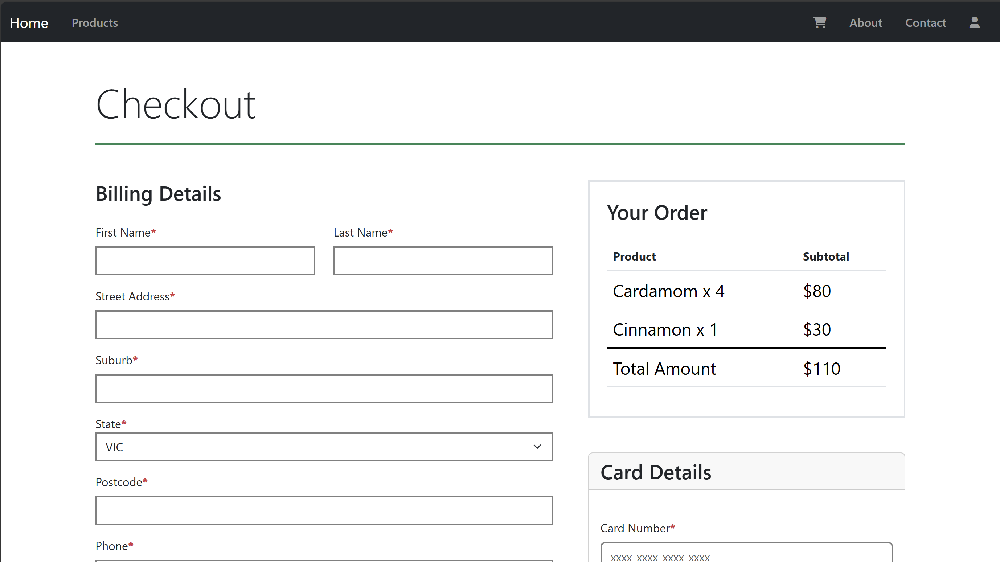 Home Products About Contact
Checkout
Billing Details
First Name* Last Name*
Street Address*
Suburb*
State*
VIC
Postcode*
Phone*
Your Order
Product Subtotal
Cardamom x 4 $80
Cinnamon x 1 $30
Total Amount $110
Card Details
Card Number*
xxxx-xxxx-xxxx-xxxx